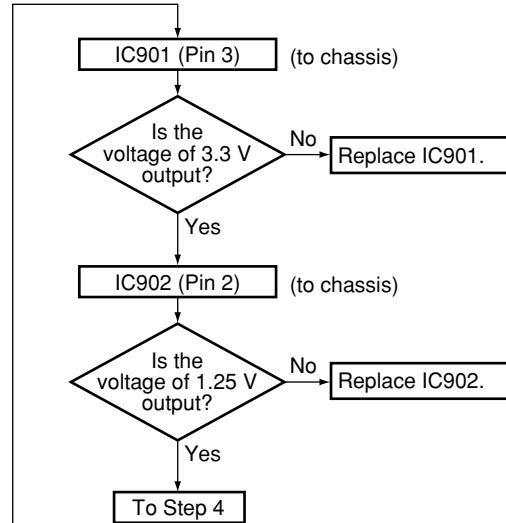 IC901 (Pin 3) (to chassis)
Is the
voltage of 3.3 V
output?
No
Replace IC901.
Yes
IC902 (Pin 2) (to chassis)
Is the
voltage of 1.25 V
output?
No
Replace IC902.
Yes
To Step 4